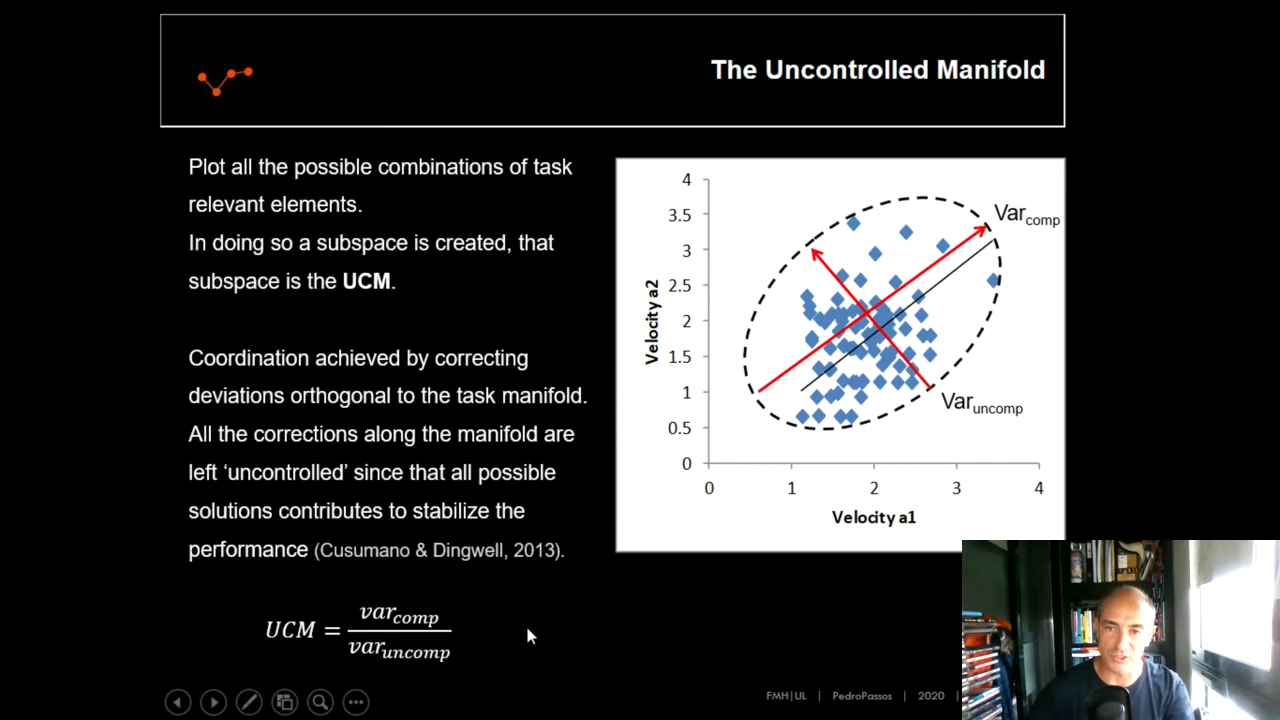 The Uncontrolled Manifold
Plot all the possible combinations of task
relevant elements.
In doing so a subspace is created, that
subspace is the UCM.
Coordination achieved by correcting
deviations orthogonal to the task manifold.
All the corrections along the manifold are
left ‘uncontrolled’ since that all possible
solutions contributes to stabilize the
performance (Cusumano & Dingwell, 2013).
UCM = var_comp / var_uncomp
4
3.5
3
2.5
2
1.5
1
0.5
0
Velocity a2
0 1 2 3 4
Velocity a1
Var_comp
Var_uncomp
FMH|UL | PedroPassos | 2020 |